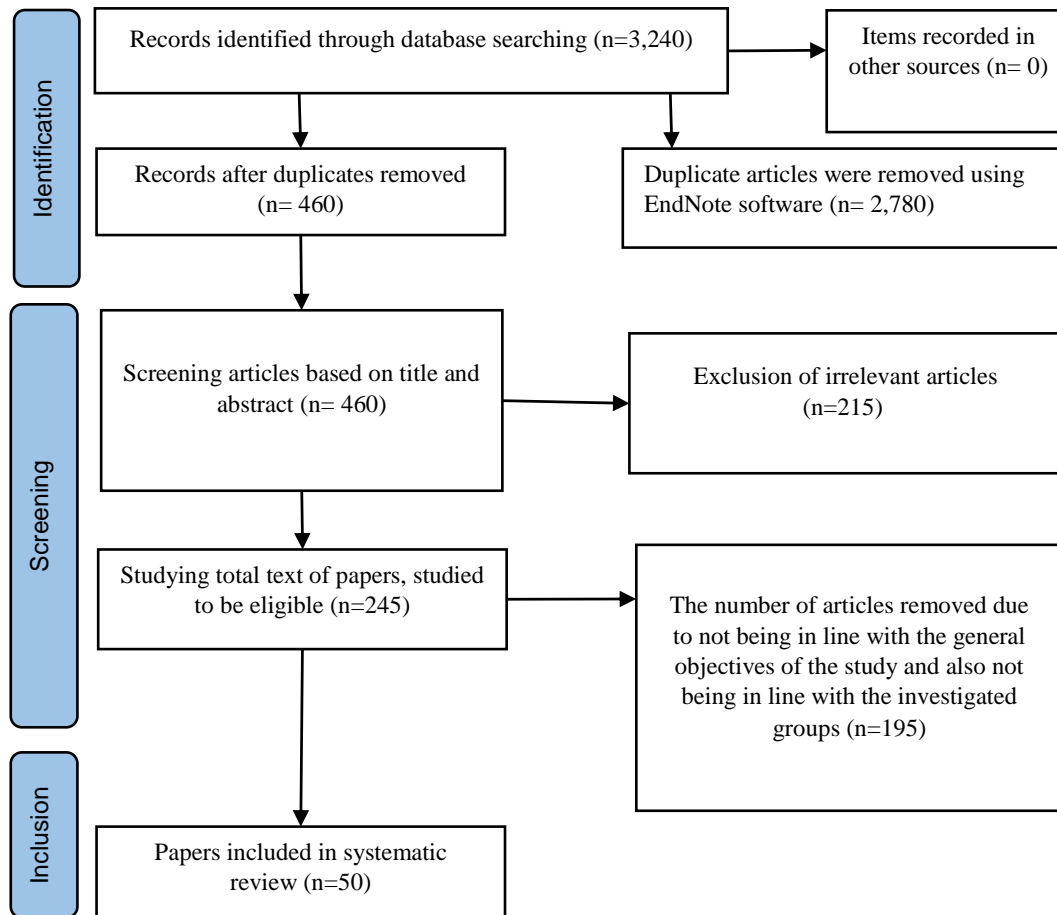 Identification
Records identified through database searching (n=3,240)
Items recorded in
other sources (n= 0)
Records after duplicates removed
(n= 460)
Duplicate articles were removed using
EndNote software (n= 2,780)
Screening
Screening articles based on title and
abstract (n= 460)
Exclusion of irrelevant articles
(n=215)
Studying total text of papers, studied
to be eligible (n=245)
The number of articles removed due
to not being in line with the general
objectives of the study and also not
being in line with the investigated
groups (n=195)
Inclusion
Papers included in systematic
review (n=50)